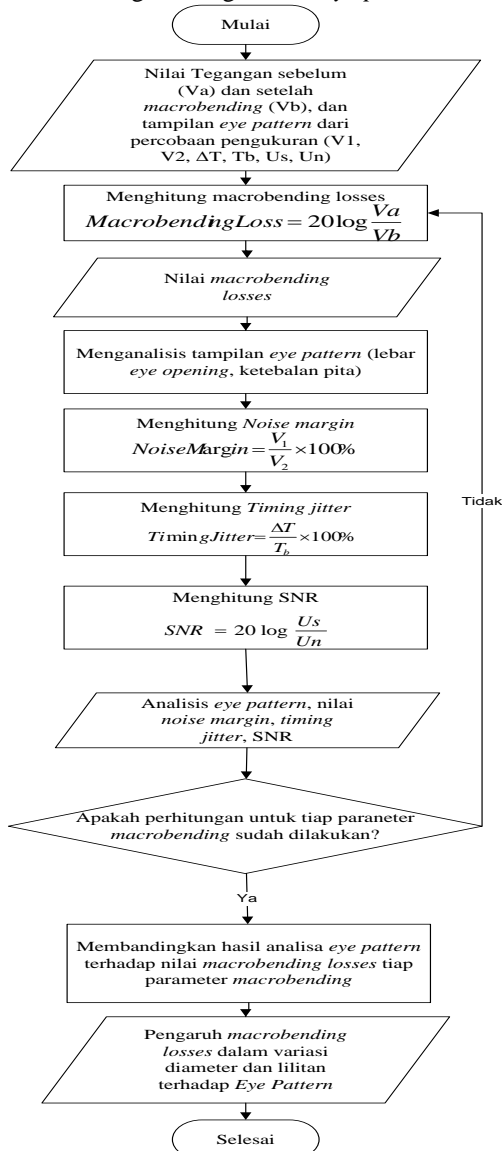 Mulai
Nilai Tegangan sebelum
(Va) dan setelah
macrobending (Vb), dan
tampilan eye pattern dari
percobaan pengukuran (V1,
V2, ΔT, Tb, Us, Un)
Menghitung macrobending losses
MacrobendingLoss = 20 log Va/Vb
Nilai macrobending
losses
Menganalisis tampilan eye pattern (lebar
eye opening, ketebalan pita)
Menghitung Noise margin
NoiseMargin = V₁/V₂ ×100%
Menghitung Timing jitter
TimingJitter = ΔT/T_b ×100%
Tidak
Menghitung SNR
SNR = 20 log Us/Un
Analisis eye pattern, nilai
noise margin, timing
jitter, SNR
Apakah perhitungan untuk tiap parameter
macrobending sudah dilakukan?
Ya
Membandingkan hasil analisa eye pattern
terhadap nilai macrobending losses tiap
parameter macrobending
Pengaruh macrobending
losses dalam variasi
diameter dan lilitan
terhadap Eye Pattern
Selesai